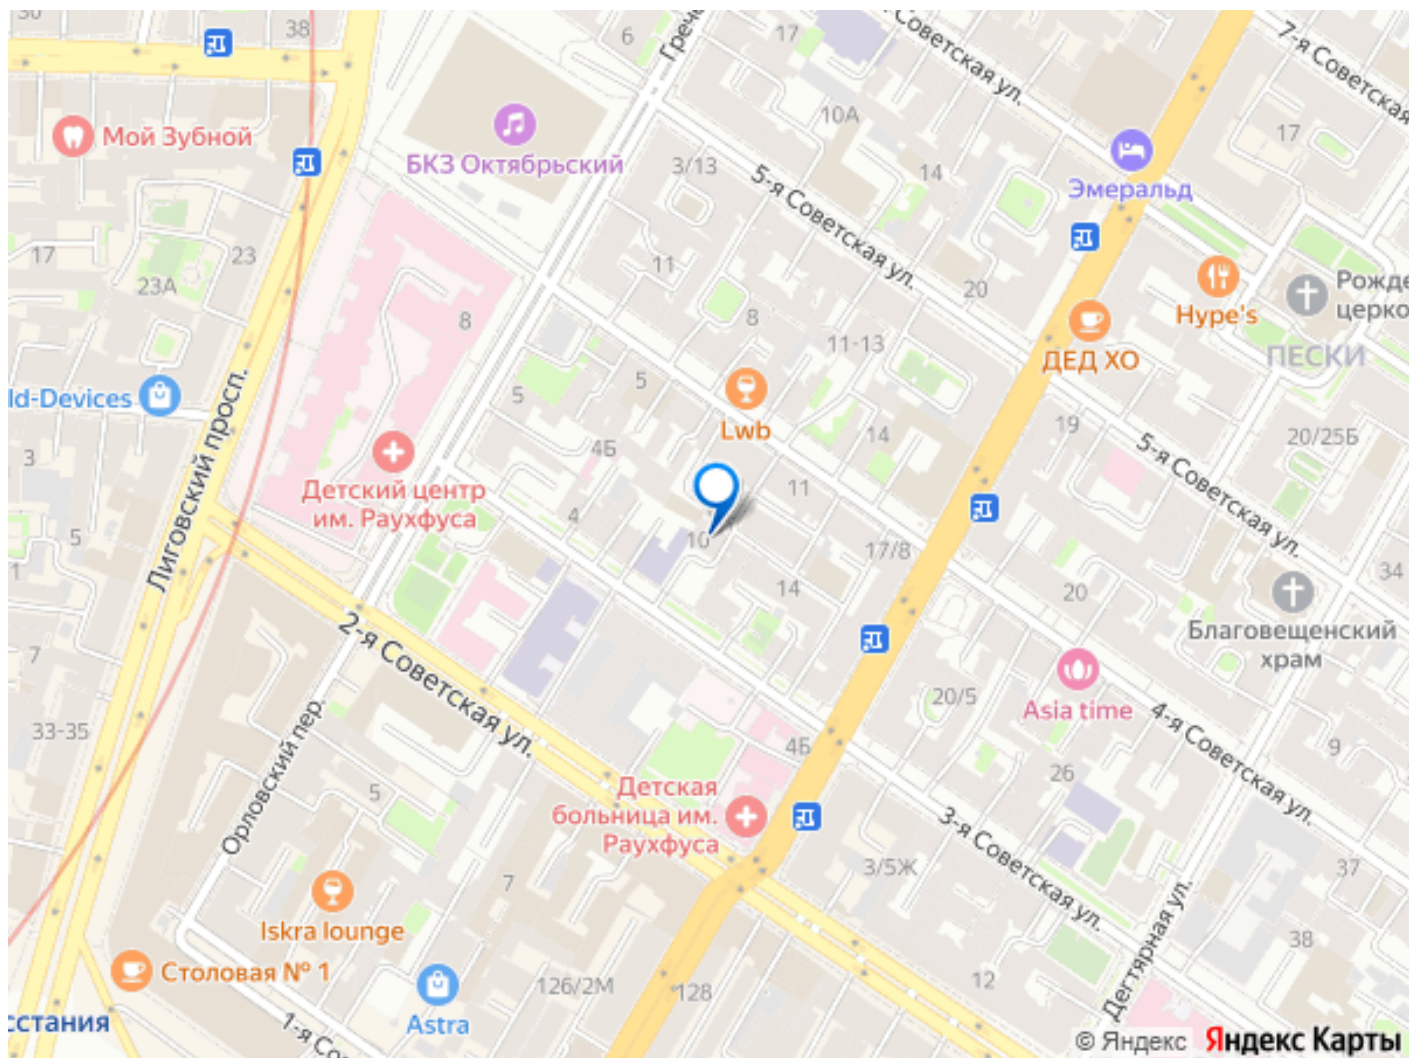 30
38
6
17
Греч
Советская ул.
7-я Советская
Мой Зубной
БКЗ Октябрьский
3/13
10А
14
17
Эмеральд
5-я Советская ул.
17
23
23А
11
20
8
8
11-13
Hype's
Рожде
церко
ПЕСКИ
ДЕД ХО
ld-Devices
Лиговский просп.
5
5
Lwb
14
19
20/25Б
5-я Советская ул.
3
4Б
Детский центр
им. Раухфуса
4
11
10
17/8
5
1
14
20
34
Благовещенский
храм
2-я Советская ул.
7
33-35
Орловский пер.
20/5
Asia time
4-я Советская ул.
9
4Б
26
5
Детская
больница им.
Раухфуса
3-я Советская ул.
3/5Ж
37
7
Iskra lounge
Дегтярная ул.
38
Столовая № 1
126/2М
128
12
сстания
1-я Со
Astra
© Яндекс Яндекс Карты